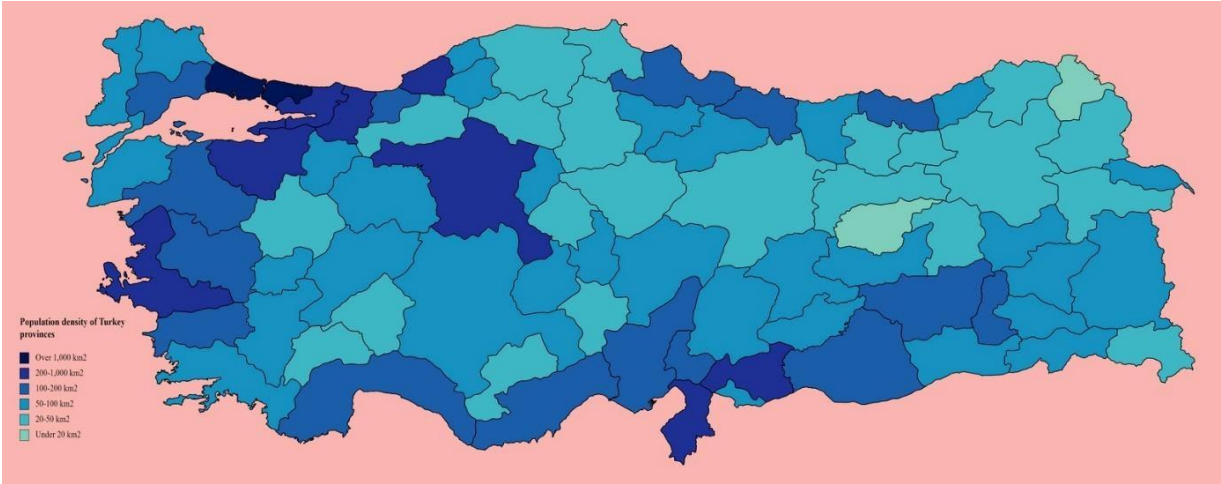 Population density of Turkey
provinces
Over 1,000 km2
200-1,000 km2
100-200 km2
50-100 km2
20-50 km2
Under 20 km2